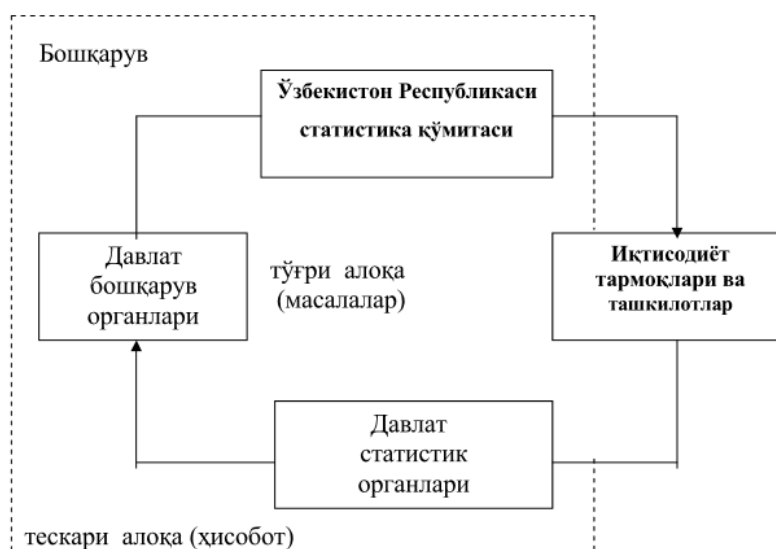 Бошқарув
Ўзбекистон Республикаси
статистика қўмитаси
Давлат
бошқарув
органлари
тўғри алоқа
(масалалар)
Иқтисодиёт
тармоқлари ва
ташкилотлар
Давлат
статистик
органлари
тескари алоқа (ҳисобот)